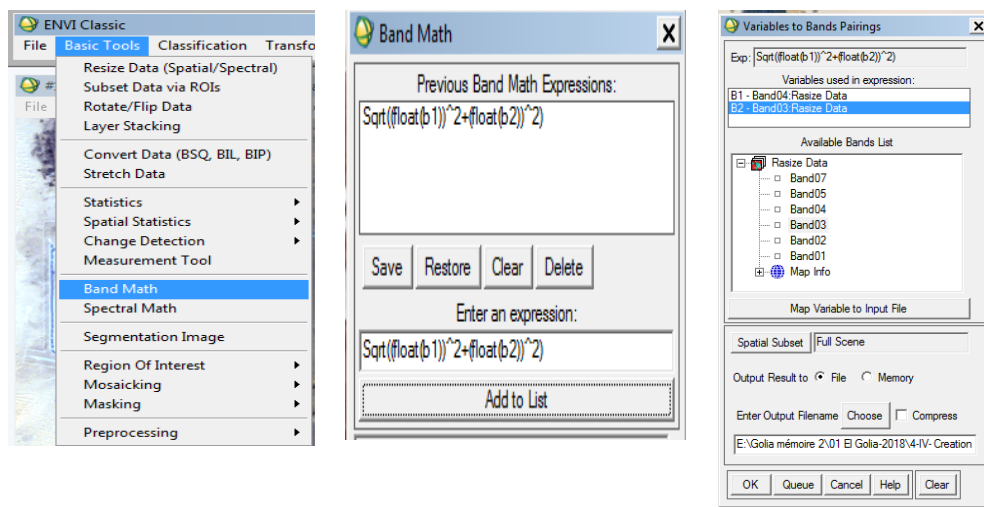 ENVI Classic
File Basic Tools Classification Transfo
Resize Data (Spatial/Spectral)
Subset Data via ROIs
Rotate/Flip Data
Layer Stacking
Convert Data (BSQ, BIL, BIP)
Stretch Data
Statistics
Spatial Statistics
Change Detection
Measurement Tool
Band Math
Spectral Math
Segmentation Image
Region Of Interest
Mosaicking
Masking
Preprocessing
#
File
Band Math
Previous Band Math Expressions:
Sqrt((float(b1))^2+(float(b2))^2)
Save Restore Clear Delete
Enter an expression:
Sqrt((float(b1))^2+(float(b2))^2)
Add to List
Variables to Bands Pairings
Exp: Sqrt((float(b1))^2+(float(b2))^2)
Variables used in expression:
B1 - Band04:Rasize Data
B2 - Band03:Rasize Data
Available Bands List
Rasize Data
Band07
Band05
Band04
Band03
Band02
Band01
Map Info
Map Variable to Input File
Spatial Subset Full Scene
Output Result to File Memory
Enter Output Filename Choose Compress
E:\Golia mémoire 2\01 El Golia-2018\4-IV- Creation
OK Queue Cancel Help Clear